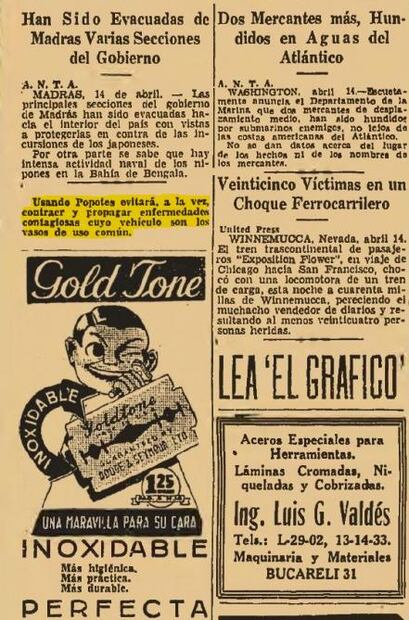 Han Sido Evacuadas de
Madras Varias Secciones
del Gobierno
A. N. T. A.
MADRAS, 14 de abril. — Las
principales secciones del gobierno
de Madrás han sido evacuadas ha-
cia el interior del país con vistas
a protegerlas en contra de las in-
cursiones de los japoneses.
Por otra parte se sabe que hay
intensa actividad naval de los ni-
pones en la Bahía de Bengala.
Usando Popotes evitará, a la vez,
contraer y propagar enfermedades
contagiosas cuyo vehículo son los
vasos de uso común.
Gold Tone
INOXIDABLE
Goldtone
GUARANTEED
1.25
UNA MARAVILLA PARA SU CARA
INOXIDABLE
Más higiénica.
Más práctica.
Más durable.
PERFECTA
Dos Mercantes más, Hun-
didos en Aguas del
Atlántico
A. N. T. A.
WASHINGTON, abril 14.—Escueta-
mente anuncia el Departamento de la
Marina que dos mercantes de despla-
zamiento medio, han sido hundidos
por submarinos enemigos, no lejos de
las costas americanas del Atlántico.
No se dan datos acerca del lugar
de los hechos ni de los nombres de
los mercantes.
Veinticinco Víctimas en un
Choque Ferrocarrilero
United Press
WINNEMUCCA, Nevada, abril 14.
El tren trascontinental de pasaje-
ros "Exposition Flower", en viaje de
Chicago hacia San Francisco, cho-
có con una locomotora de un tren
de carga, esta noche a cuarenta mi-
llas de Winnemucca, pereciendo el
muchacho vendedor de diarios y re-
sultando al menos veinticuatro per-
sonas heridas.
LEA 'EL GRAFICO'
Aceros Especiales para
Herramientas.
Láminas Cromadas, Ni-
queladas y Cobrizadas.
Ing. Luis G. Valdés
Tels.: L-29-02, 13-14-33.
Maquinaria y Materiales
BUCARELI 31